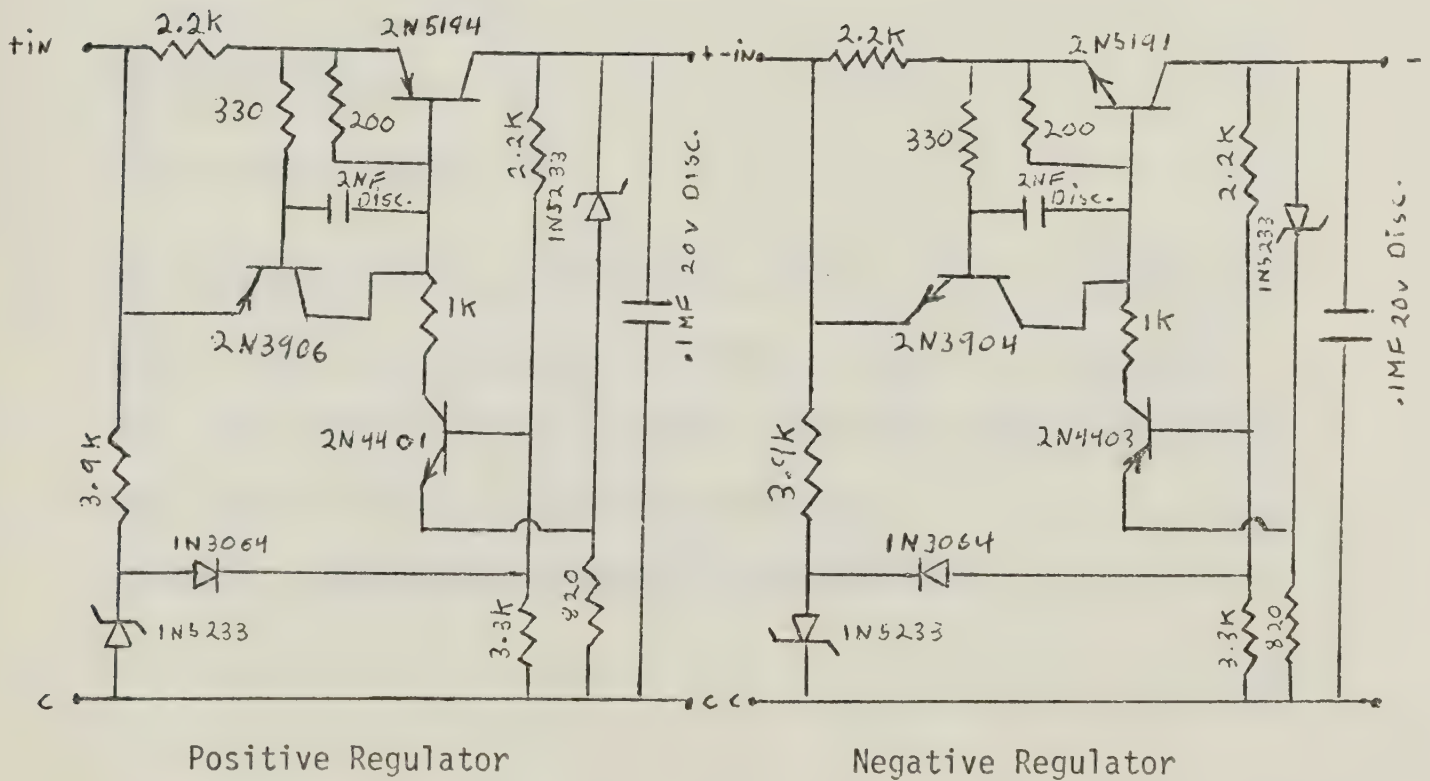 +IN
2.2K
2N5194
+
330
200
2.2K
1N5233
2NF
Disc.
.1MF 20V DISC.
1K
2N3906
2N4401
3.9K
1N3064
1N5233
3.3K
820
C
C
Positive Regulator
-IN
2.2K
2N5191
-
330
200
2.2K
1N5233
2NF
Disc.
.1MF 20V DISC.
1K
2N3904
2N4403
3.9K
1N3064
1N5233
3.3K
820
C
Negative Regulator